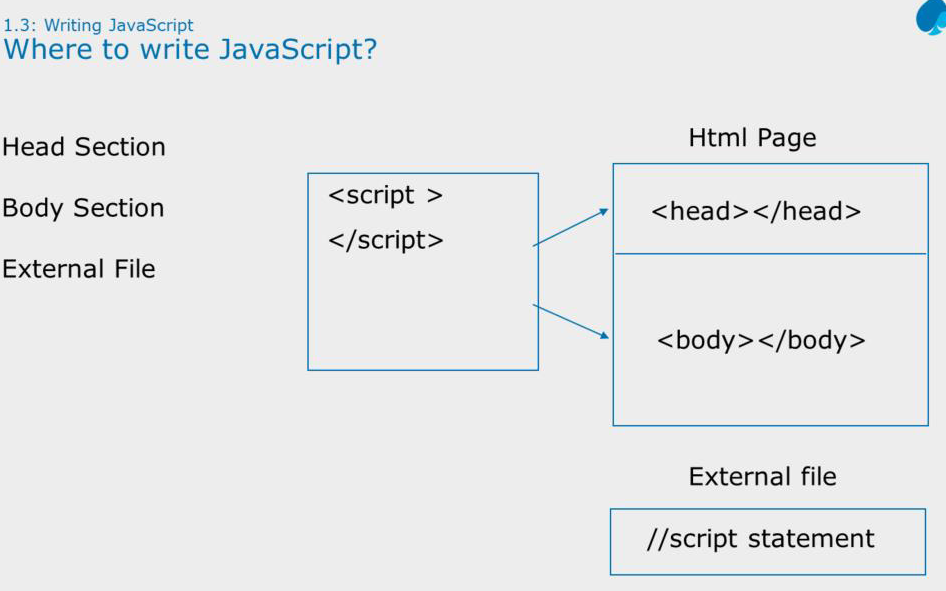 1.3: Writing JavaScript
Where to write JavaScript?
Head Section
Body Section
External File
<script >
</script>
Html Page
<head></head>
<body></body>
External file
//script statement